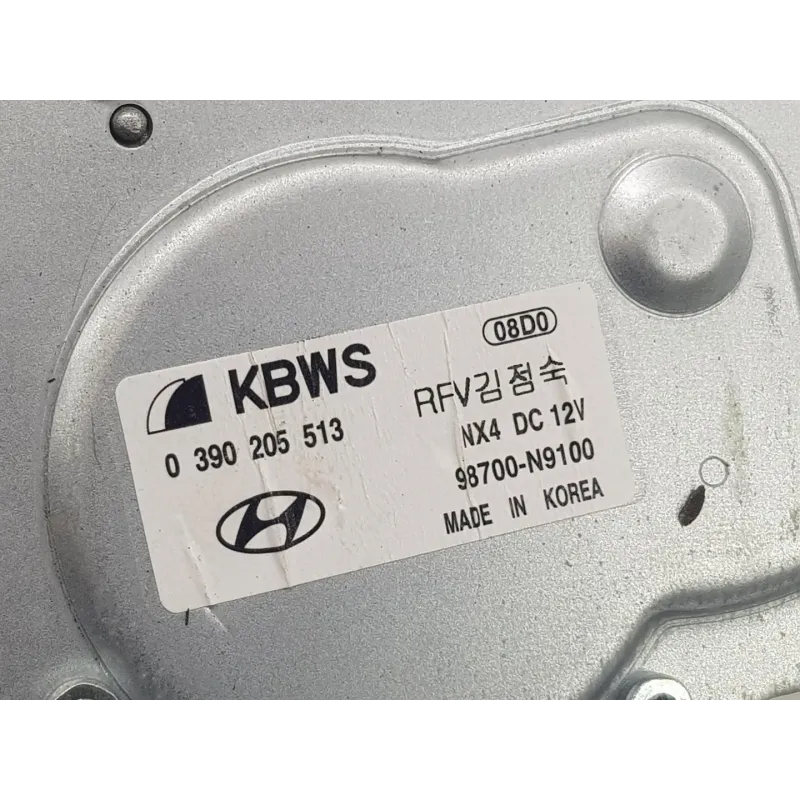 08D0
KBWS
RFV김점숙
0 390 205 513
NX4 DC 12V
98700-N9100
MADE IN KOREA